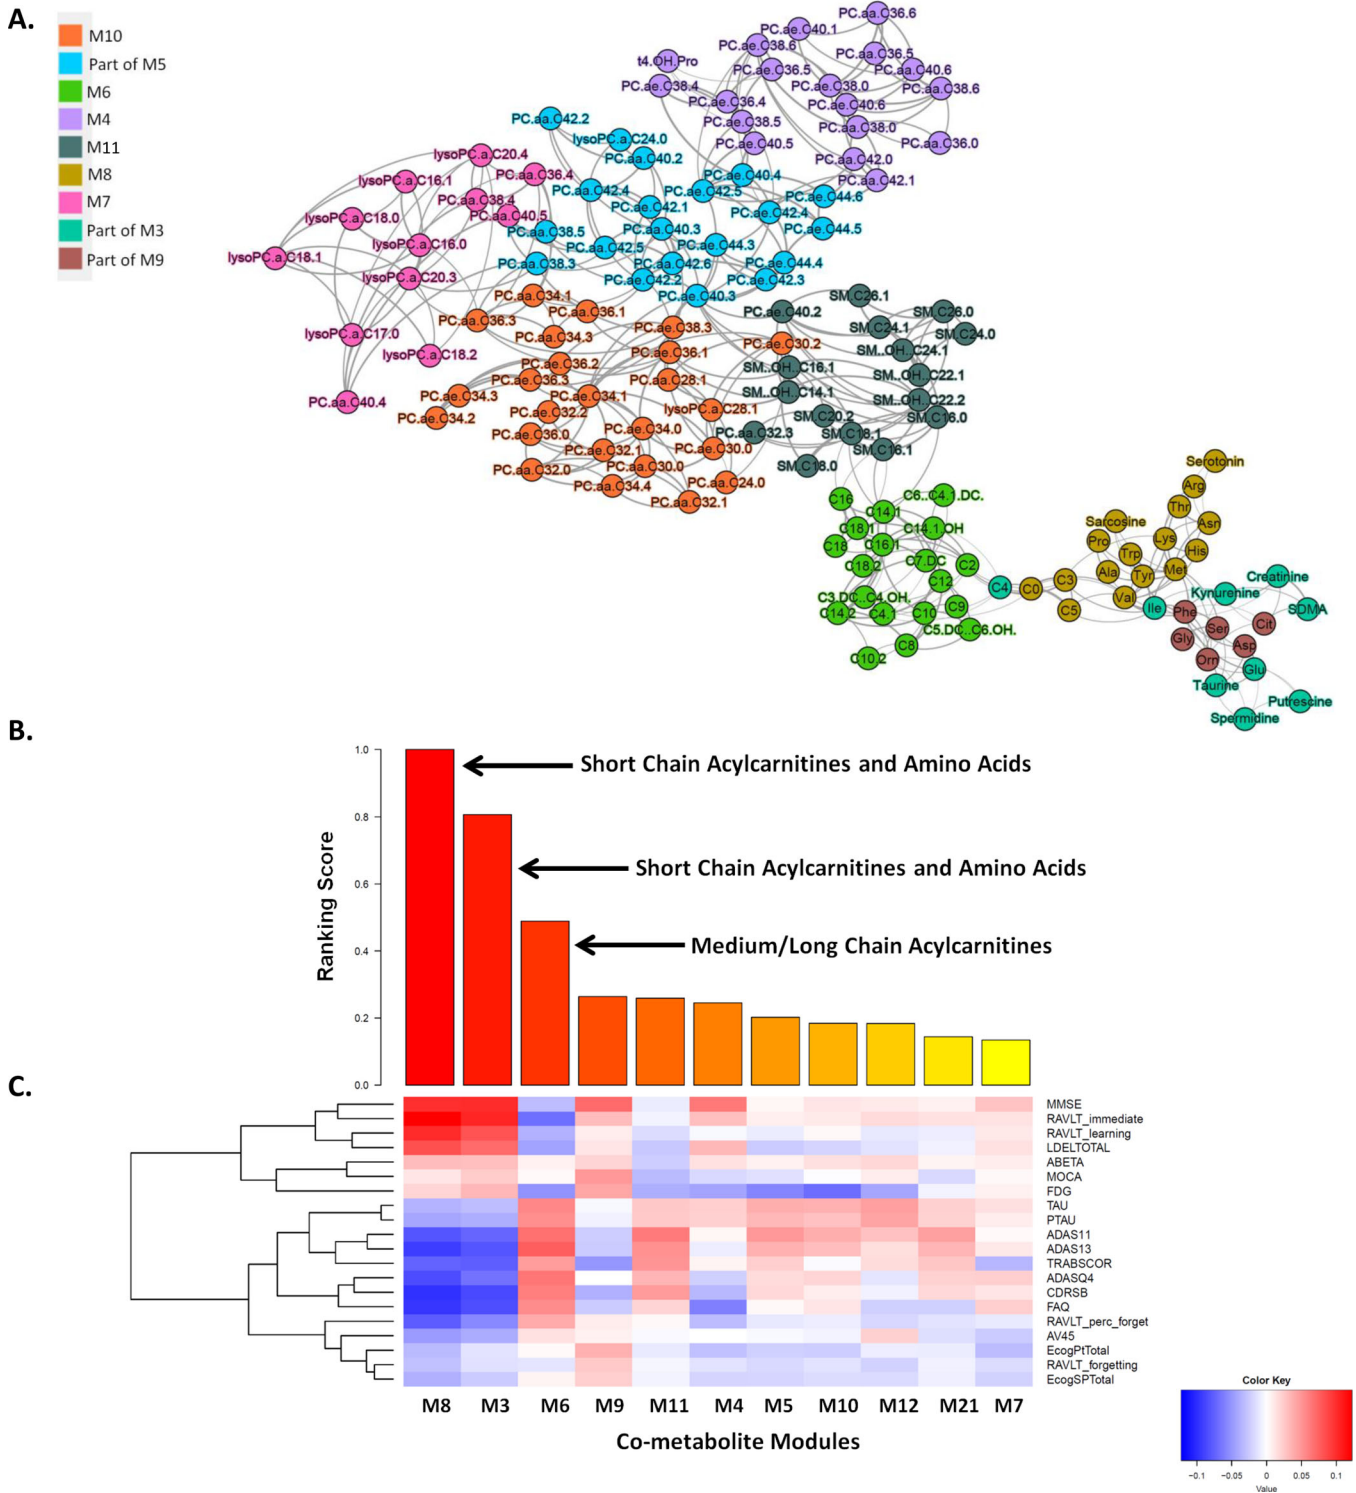 A.
M10
Part of M5
M6
M4
M11
M8
M7
Part of M3
Part of M9
PC.aa.C36.6
PC.ae.C40.1
PC.ae.C38.6
PC.aa.C36.5
t4.OH.Pro
PC.ae.C36.5
PC.aa.C40.6
PC.ae.C38.4
PC.ae.C38.0
PC.aa.C38.6
PC.ae.C36.4
PC.ae.C40.6
PC.ae.C38.5
PC.aa.C38.0
PC.ae.C40.5
PC.aa.C36.0
PC.aa.C42.0
PC.aa.C42.1
PC.aa.C42.2
lysoPC.a.C24.0
PC.aa.C40.2
PC.ae.C40.4
PC.aa.C42.4
PC.ae.C42.5
PC.ae.C44.6
PC.ae.C42.1
PC.ae.C42.4
PC.ae.C44.5
PC.ae.C38.5
PC.aa.C40.3
PC.aa.C42.5
PC.ae.C44.3
PC.aa.C38.3
PC.aa.C42.6
PC.ae.C44.4
PC.ae.C42.2
PC.ae.C42.3
PC.ae.C40.3
lysoPC.a.C20.4
lysoPC.a.C16.1
PC.aa.C36.4
PC.aa.C38.4
PC.aa.C40.5
lysoPC.a.C18.0
lysoPC.a.C16.0
lysoPC.a.C18.1
lysoPC.a.C20.3
lysoPC.a.C17.0
lysoPC.a.C18.2
PC.aa.C40.4
PC.aa.C34.1
PC.aa.C36.1
PC.aa.C36.3
PC.aa.C34.3
PC.ae.C38.3
PC.ae.C36.1
PC.ae.C30.2
PC.ae.C36.2
PC.ae.C36.3
PC.aa.C28.1
PC.ae.C34.3
PC.ae.C34.1
PC.ae.C34.2
PC.ae.C32.2
lysoPC.a.C28.1
PC.ae.C36.0
PC.ae.C34.0
PC.ae.C32.1
PC.ae.C30.0
PC.aa.C32.0
PC.aa.C30.0
PC.aa.C34.4
PC.aa.C24.0
PC.aa.C32.1
PC.ae.C40.2
SM.C26.1
SM.C26.0
SM.C24.1
SM.C24.0
SM..OH..C24.1
SM..OH..C16.1
SM..OH..C22.1
SM..OH..C14.1
SM..OH..C22.2
SM.C20.2
SM.C16.0
PC.aa.C32.3
SM.C18.1
SM.C16.1
SM.C18.0
C16
C6..C4.1.DC.
C14.1
C18.1
C14.1.OH
C18
C16.1
C18.2
C7.DC
C2
C12
C3.DC..C4.OH.
C14.2
C4.1
C10
C9
C5.DC..C6.OH.
C8
C10.2
C4
C0
C3
C5
Serotonin
Arg
Thr
Sarcosine
Asn
Pro
Lys
Trp
His
Ala
Tyr
Met
Val
Ile
Kynurenine
Creatinine
SDMA
Phe
Ser
Cit
Gly
Asp
Orn
Glu
Taurine
Putrescine
Spermidine
B.
Ranking Score
1.0
0.8
0.6
0.4
0.2
0.0
Short Chain Acylcarnitines and Amino Acids
Short Chain Acylcarnitines and Amino Acids
Medium/Long Chain Acylcarnitines
C.
MMSE
RAVLT_immediate
RAVLT_learning
LDELTOTAL
ABETA
MOCA
FDG
TAU
PTAU
ADAS11
ADAS13
TRABSCOR
ADASQ4
CDRSB
FAQ
RAVLT_perc_forget
AV45
EcogPtTotal
RAVLT_forgetting
EcogSPTotal
M8 M3 M6 M9 M11 M4 M5 M10 M12 M21 M7
Co-metabolite Modules
Color Key
−0.1 −0.05 0 0.05 0.1
Value